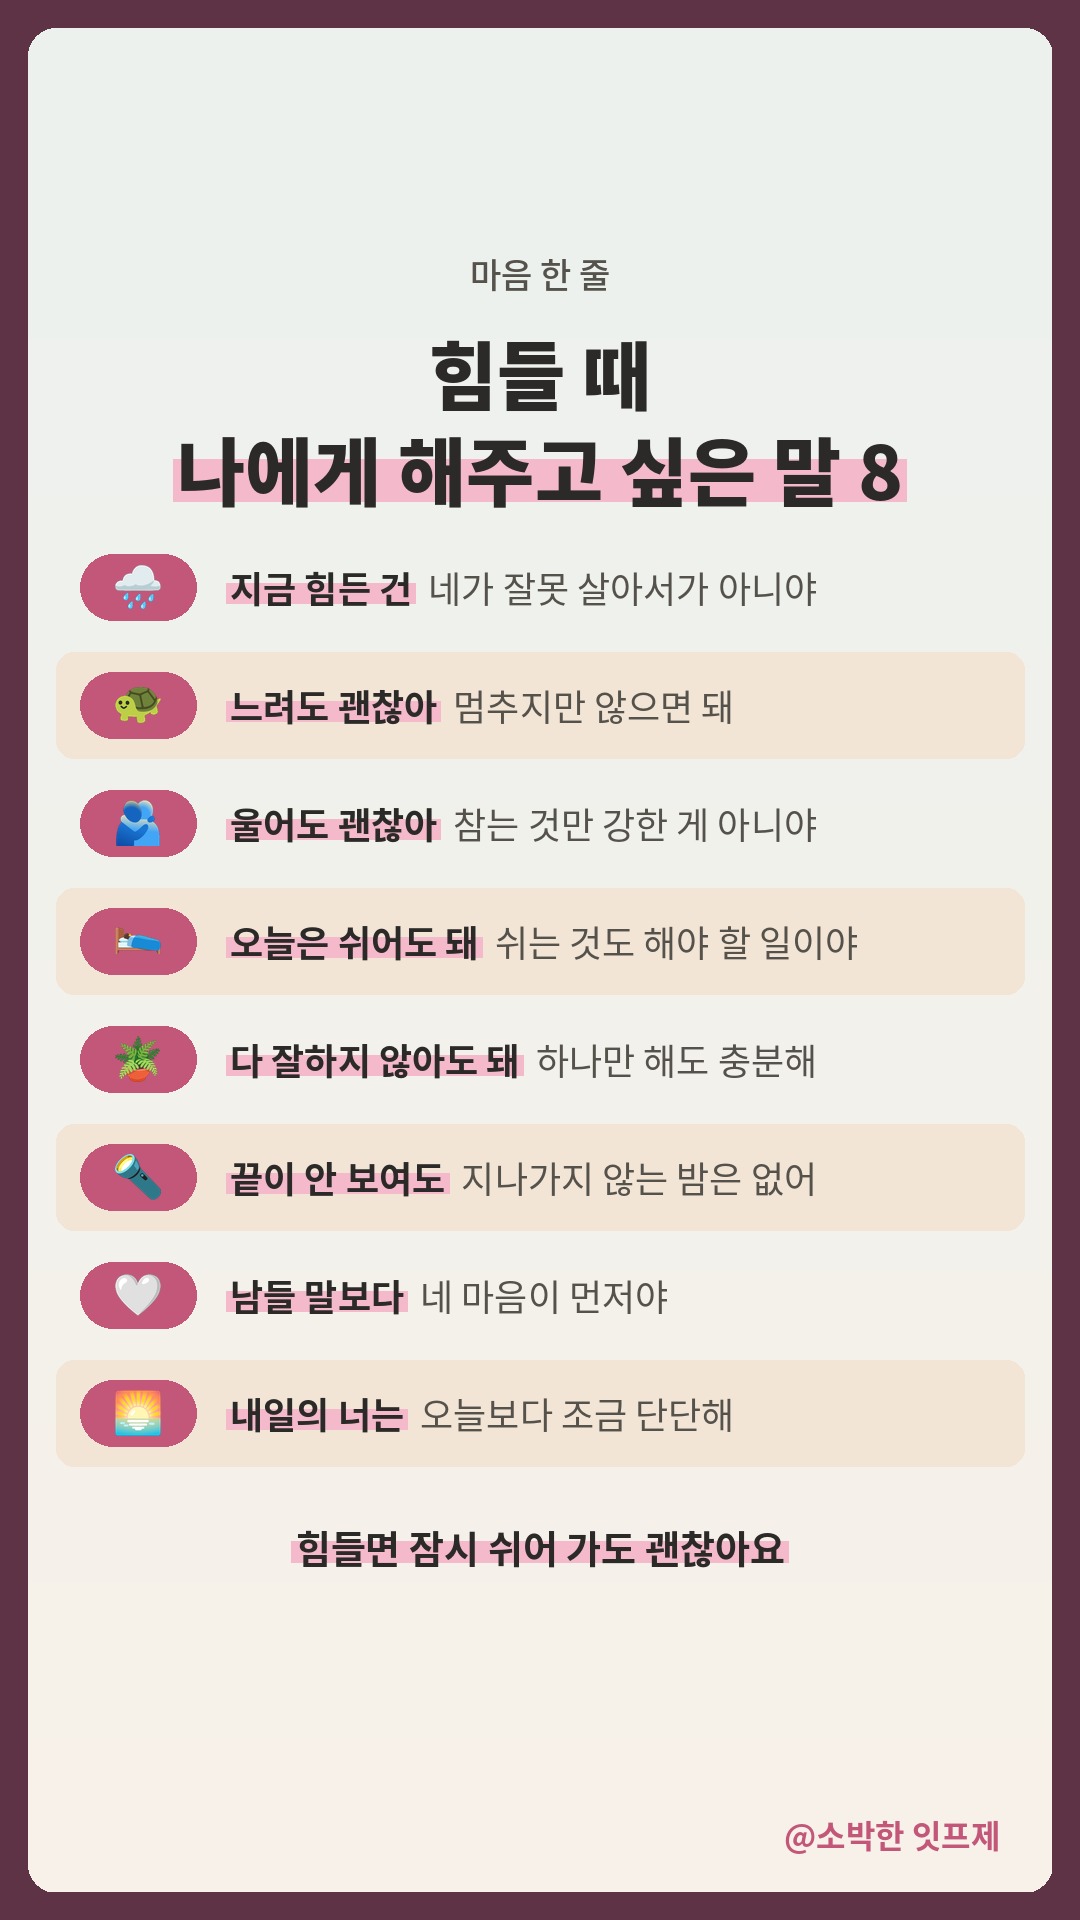 마음 한 줄
힘들 때
나에게 해주고 싶은 말 8
지금 힘든 건 네가 잘못 살아서가 아니야
느려도 괜찮아 멈추지만 않으면 돼
울어도 괜찮아 참는 것만 강한 게 아니야
오늘은 쉬어도 돼 쉬는 것도 해야 할 일이야
다 잘하지 않아도 돼 하나만 해도 충분해
끝이 안 보여도 지나가지 않는 밤은 없어
남들 말보다 네 마음이 먼저야
내일의 너는 오늘보다 조금 단단해
힘들면 잠시 쉬어 가도 괜찮아요
@소박한 잇프제